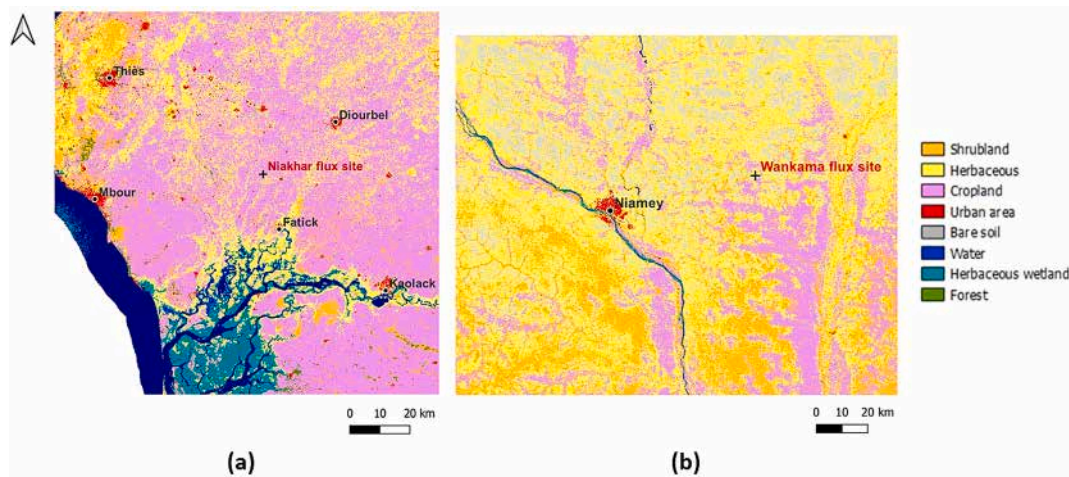 Thiès
Diourbel
Niakhar flux site
Mbour
Fatick
Kaolack
0 10 20 km
(a)
Wankama flux site
Niamey
0 10 20 km
(b)
Shrubland
Herbaceous
Cropland
Urban area
Bare soil
Water
Herbaceous wetland
Forest